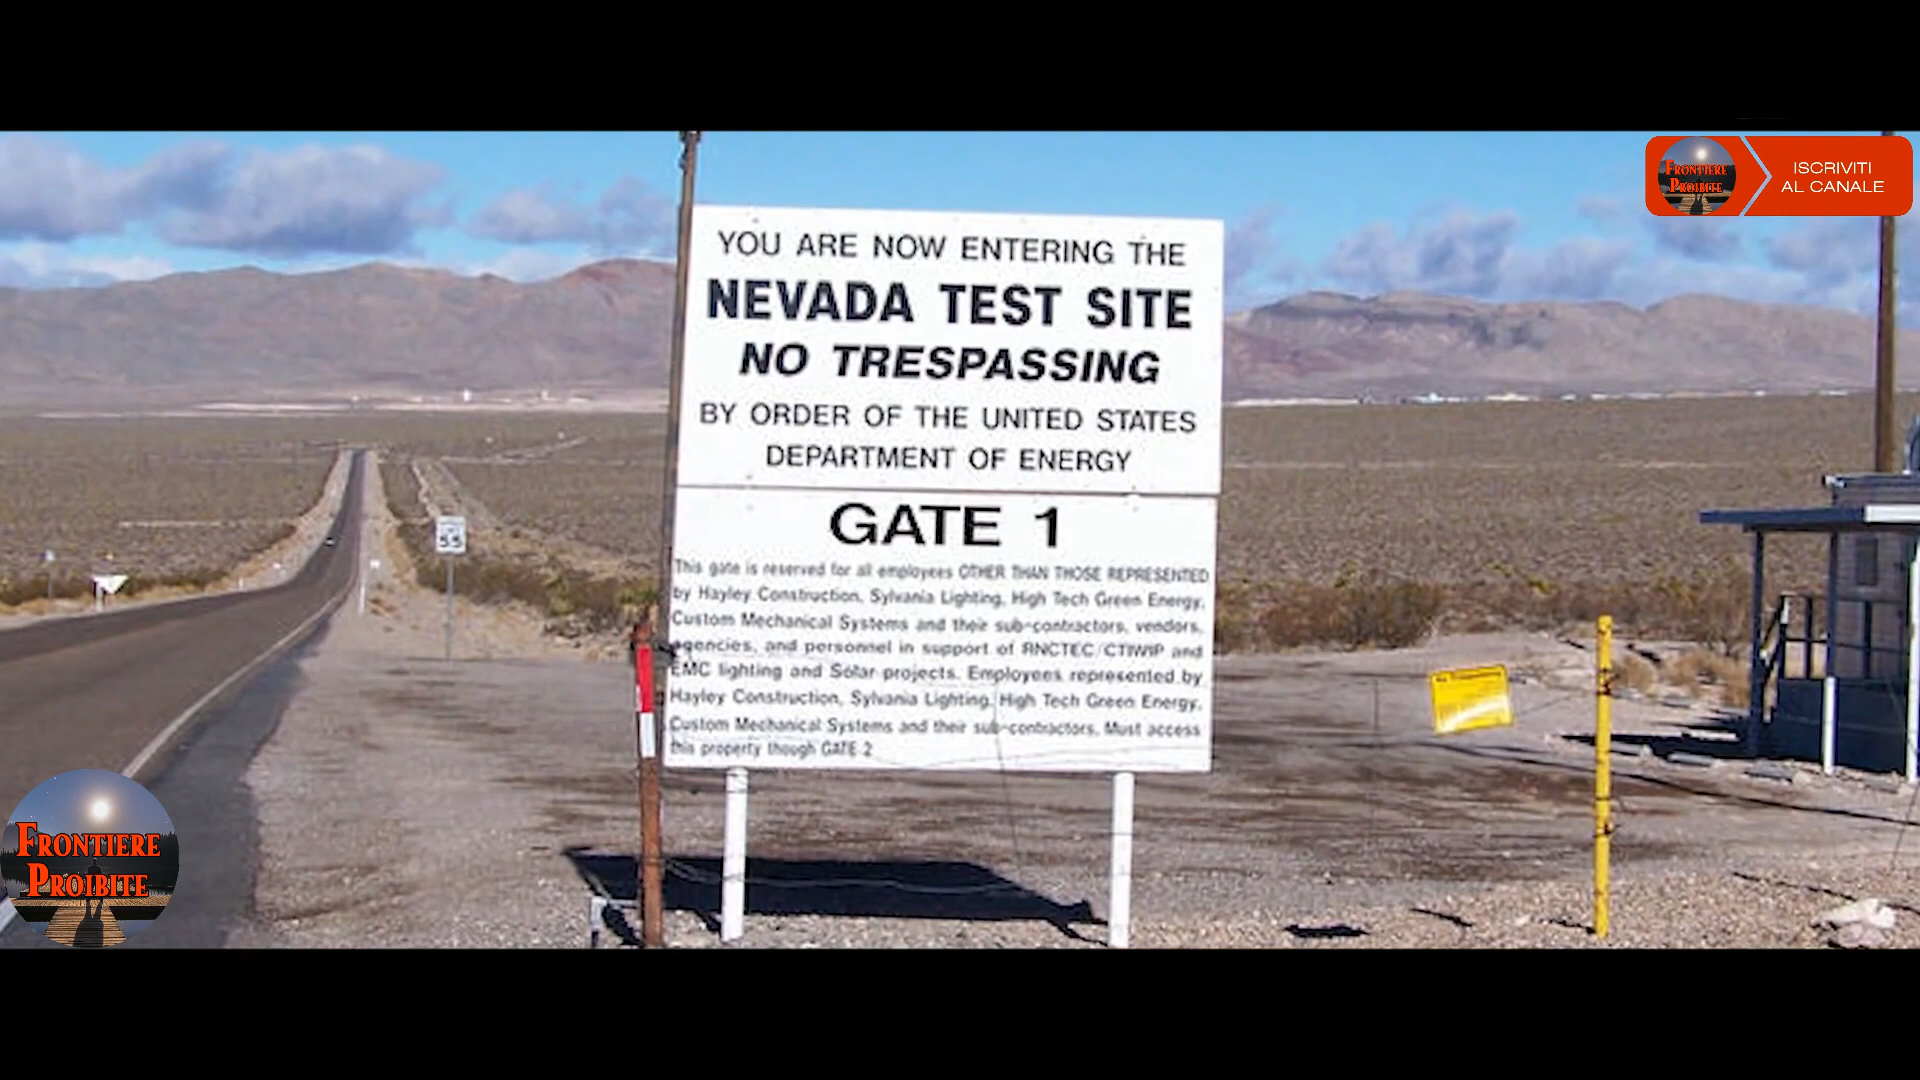 YOU ARE NOW ENTERING THE
NEVADA TEST SITE
NO TRESPASSING
BY ORDER OF THE UNITED STATES
DEPARTMENT OF ENERGY
GATE 1
This gate is reserved for all employees OTHER THAN THOSE REPRESENTED
by Hayley Construction, Sylvania Lighting, High Tech Green Energy,
Custom Mechanical Systems and their sub-contractors, vendors,
agencies, and personnel in support of RNCTEC/CTIWIP and
EMC lighting and Solar projects. Employees represented by
Hayley Construction, Sylvania Lighting, High Tech Green Energy,
Custom Mechanical Systems and their sub-contractors, Must access
this property though GATE 2
55
FRONTIERE
PROIBITE
FRONTIERE
PROIBITE
ISCRIVITI
AL CANALE